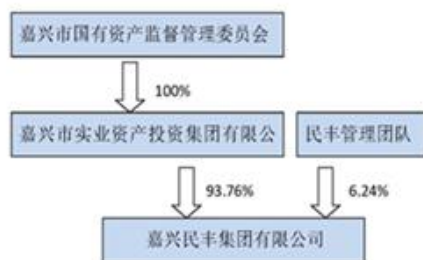 嘉兴市国有资产监督管理委员会
100%
嘉兴市实业资产投资集团有限公
民丰管理团队
93.76%
6.24%
嘉兴民丰集团有限公司